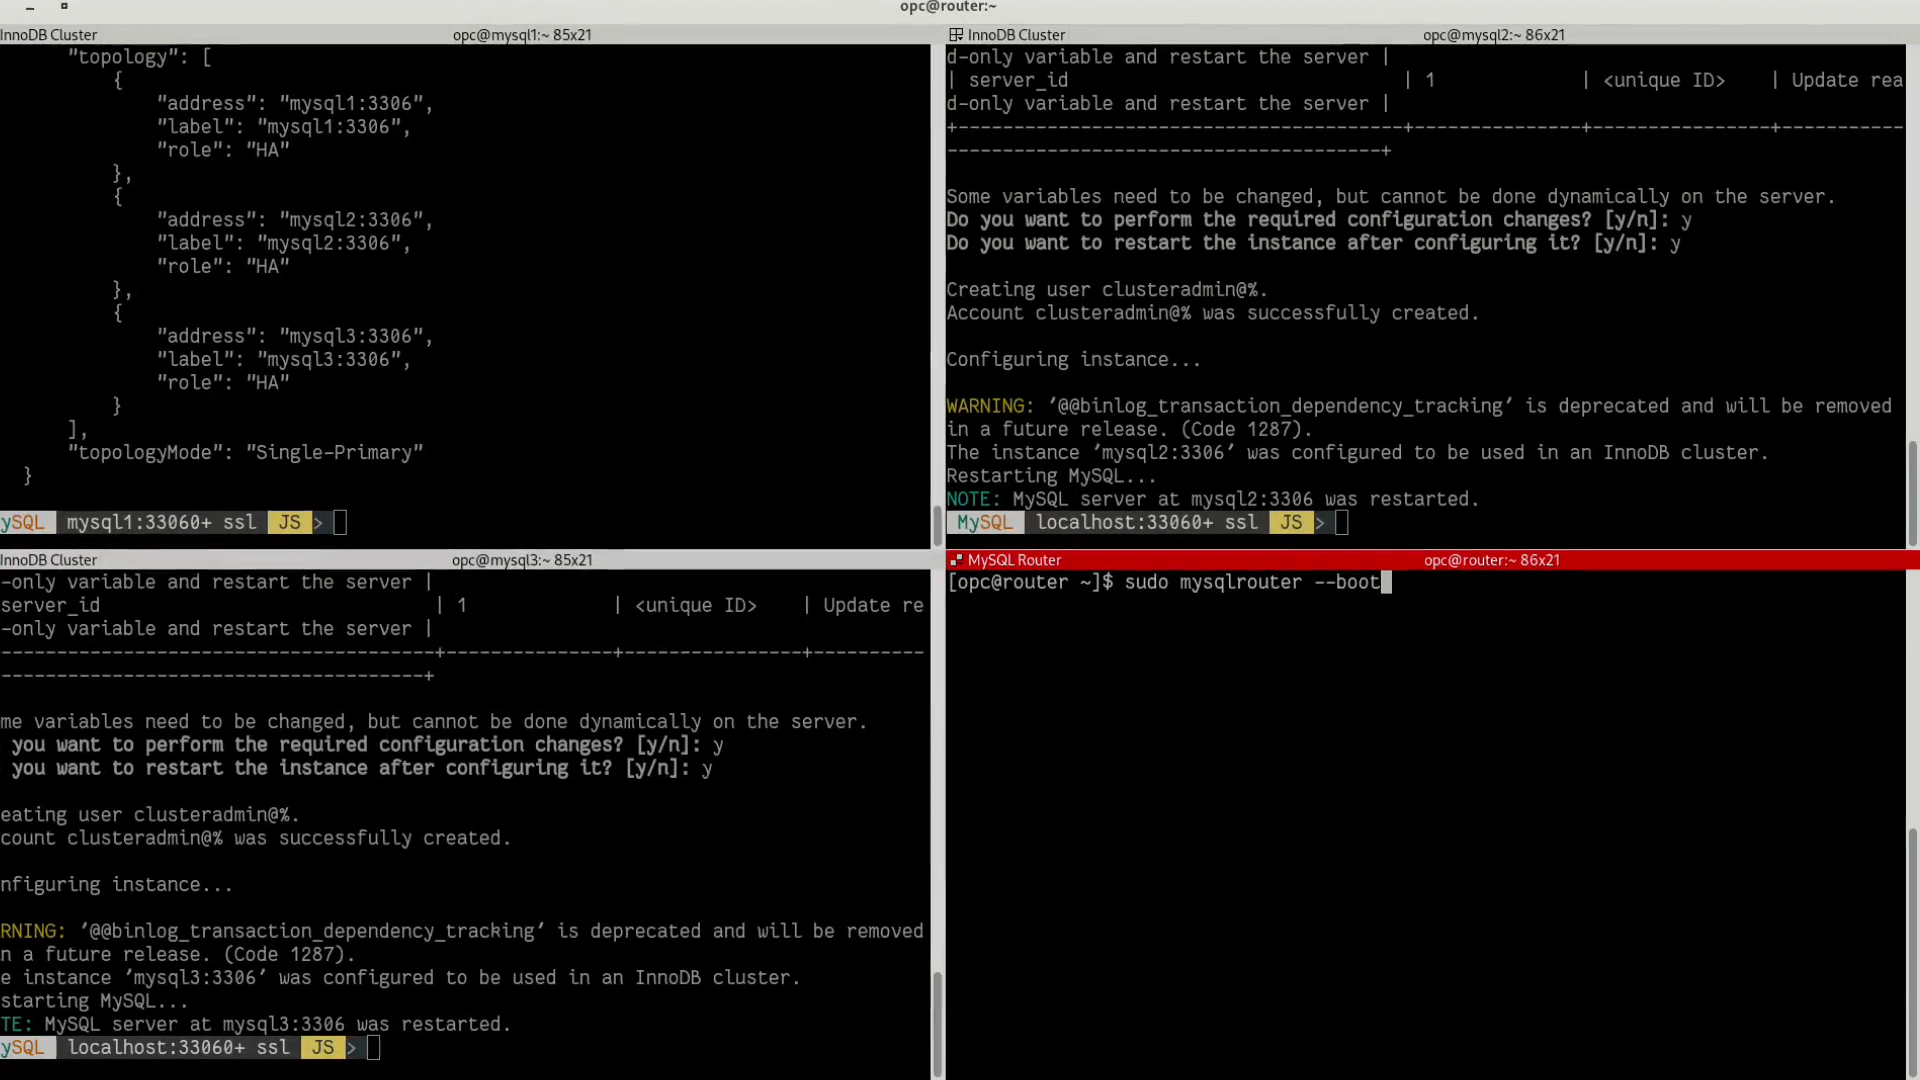 opc@router:~
InnoDB Cluster opc@mysql1:~ 85x21
"topology": [
{
"address": "mysql1:3306",
"label": "mysql1:3306",
"role": "HA"
},
{
"address": "mysql2:3306",
"label": "mysql2:3306",
"role": "HA"
},
{
"address": "mysql3:3306",
"label": "mysql3:3306",
"role": "HA"
}
],
"topologyMode": "Single-Primary"
}
ySQL mysql1:33060+ ssl JS >
InnoDB Cluster opc@mysql2:~ 86x21
d-only variable and restart the server |
| server_id | 1 | <unique ID> | Update rea
d-only variable and restart the server |
+-----------------------------------------+---------------+----------------+-----------
---------------------------------------+
Some variables need to be changed, but cannot be done dynamically on the server.
Do you want to perform the required configuration changes? [y/n]: y
Do you want to restart the instance after configuring it? [y/n]: y
Creating user clusteradmin@%.
Account clusteradmin@% was successfully created.
Configuring instance...
WARNING: '@@binlog_transaction_dependency_tracking' is deprecated and will be removed
in a future release. (Code 1287).
The instance 'mysql2:3306' was configured to be used in an InnoDB cluster.
Restarting MySQL...
NOTE: MySQL server at mysql2:3306 was restarted.
MySQL localhost:33060+ ssl JS >
InnoDB Cluster opc@mysql3:~ 85x21
-only variable and restart the server |
server_id | 1 | <unique ID> | Update re
-only variable and restart the server |
---------------------------------------+---------------+----------------+----------
--------------------------------------+
me variables need to be changed, but cannot be done dynamically on the server.
you want to perform the required configuration changes? [y/n]: y
you want to restart the instance after configuring it? [y/n]: y
eating user clusteradmin@%.
count clusteradmin@% was successfully created.
nfiguring instance...
RNING: '@@binlog_transaction_dependency_tracking' is deprecated and will be removed
n a future release. (Code 1287).
e instance 'mysql3:3306' was configured to be used in an InnoDB cluster.
starting MySQL...
TE: MySQL server at mysql3:3306 was restarted.
ySQL localhost:33060+ ssl JS >
MySQL Router opc@router:~ 86x21
[opc@router ~]$ sudo mysqlrouter --boot